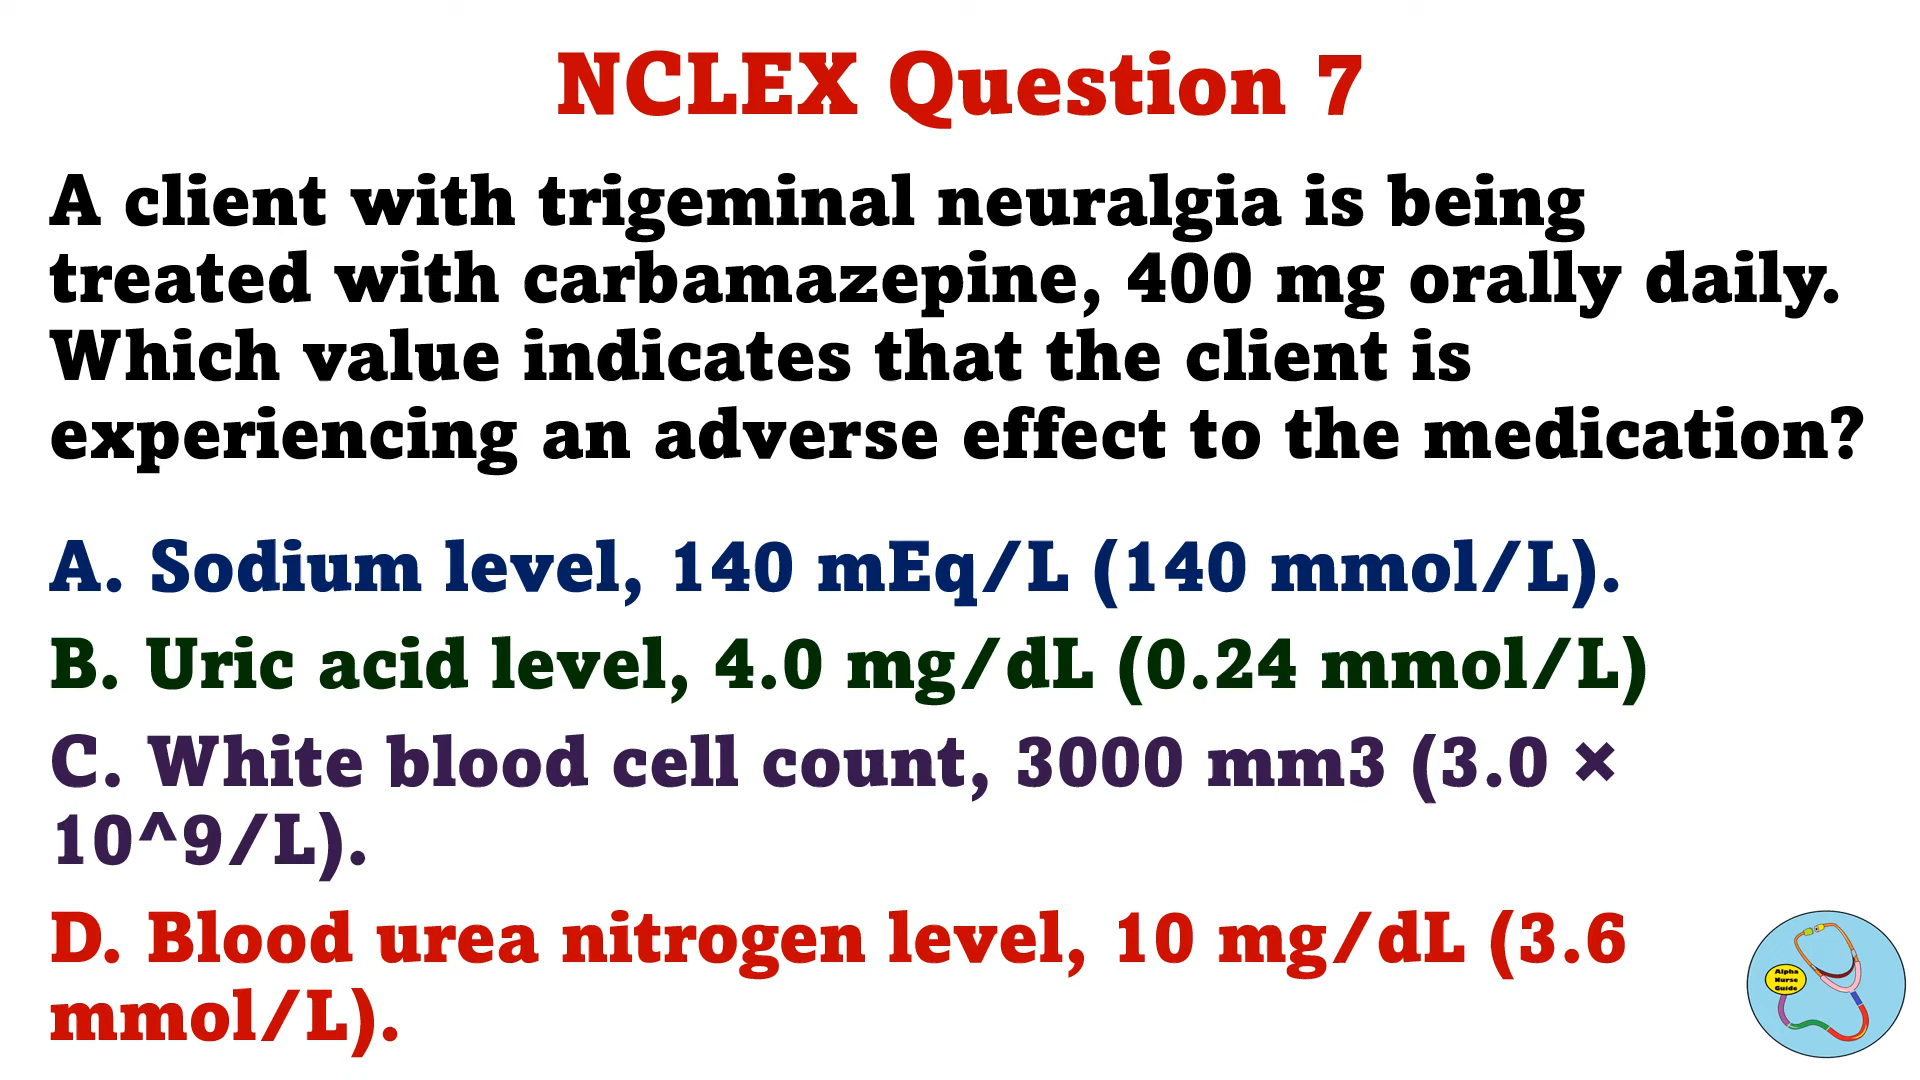 NCLEX Question 7
A client with trigeminal neuralgia is being
treated with carbamazepine, 400 mg orally daily.
Which value indicates that the client is
experiencing an adverse effect to the medication?
A. Sodium level, 140 mEq/L (140 mmol/L).
B. Uric acid level, 4.0 mg/dL (0.24 mmol/L)
C. White blood cell count, 3000 mm3 (3.0 ×
10^9/L).
D. Blood urea nitrogen level, 10 mg/dL (3.6
mmol/L).
Alpha
Nurse
Guide